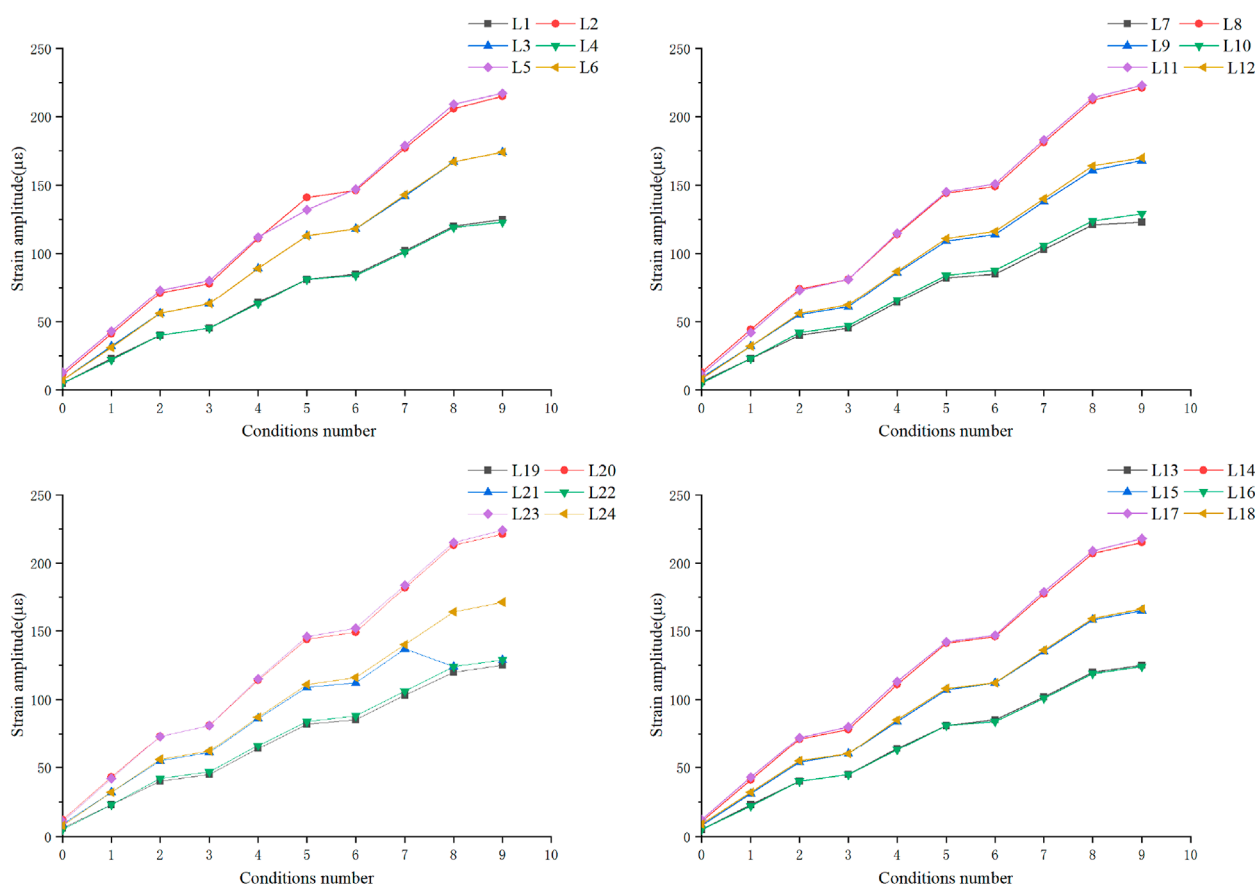 L1 L2
L3 L4
L5 L6
250
200
150
100
50
0
Strain amplitude(με)
0 1 2 3 4 5 6 7 8 9 10
Conditions number
L7 L8
L9 L10
L11 L12
250
200
150
100
50
0
Strain amplitude(με)
0 1 2 3 4 5 6 7 8 9 10
Conditions number
L19 L20
L21 L22
L23 L24
250
200
150
100
50
0
Strain amplitude(με)
0 1 2 3 4 5 6 7 8 9 10
Conditions number
L13 L14
L15 L16
L17 L18
250
200
150
100
50
0
Strain amplitude(με)
0 1 2 3 4 5 6 7 8 9 10
Conditions number